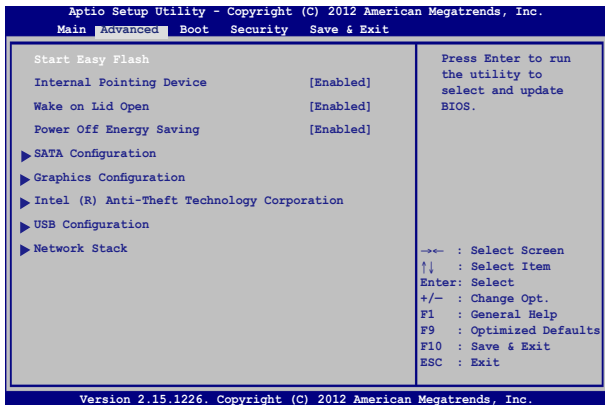 Aptio Setup Utility - Copyright (C) 2012 American Megatrends, Inc.
Main Advanced Boot Security Save & Exit
Start Easy Flash
Internal Pointing Device [Enabled]
Wake on Lid Open [Enabled]
Power Off Energy Saving [Enabled]
SATA Configuration
Graphics Configuration
Intel (R) Anti-Theft Technology Corporation
USB Configuration
Network Stack
Press Enter to run
the utility to
select and update
BIOS.
→← : Select Screen
↑↓ : Select Item
Enter: Select
+/— : Change Opt.
F1 : General Help
F9 : Optimized Defaults
F10 : Save & Exit
ESC : Exit
Version 2.15.1226. Copyright (C) 2012 American Megatrends, Inc.